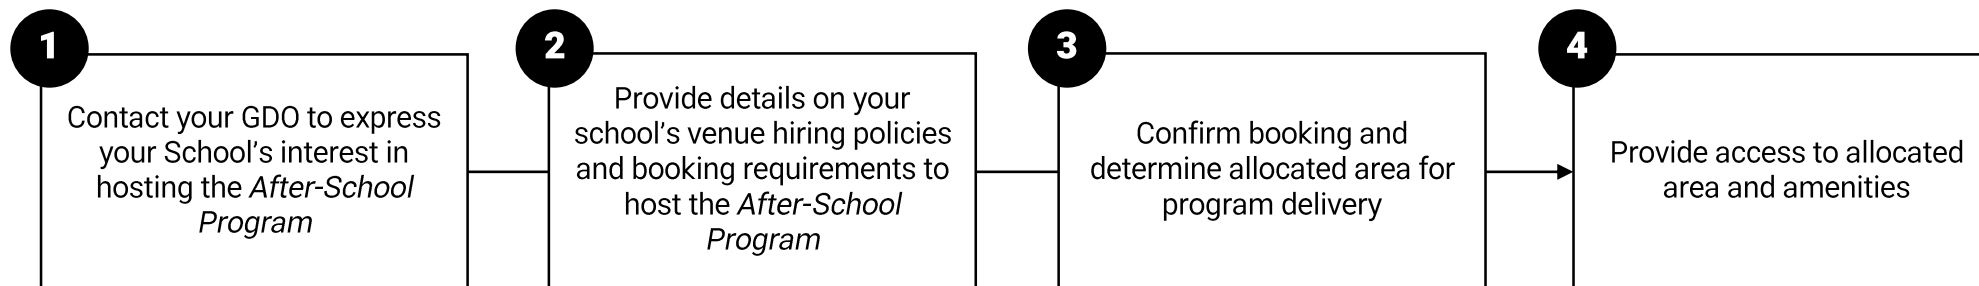 1
Contact your GDO to express
your School’s interest in
hosting the After-School
Program
2
Provide details on your
school’s venue hiring policies
and booking requirements to
host the After-School
Program
3
Confirm booking and
determine allocated area for
program delivery
4
Provide access to allocated
area and amenities